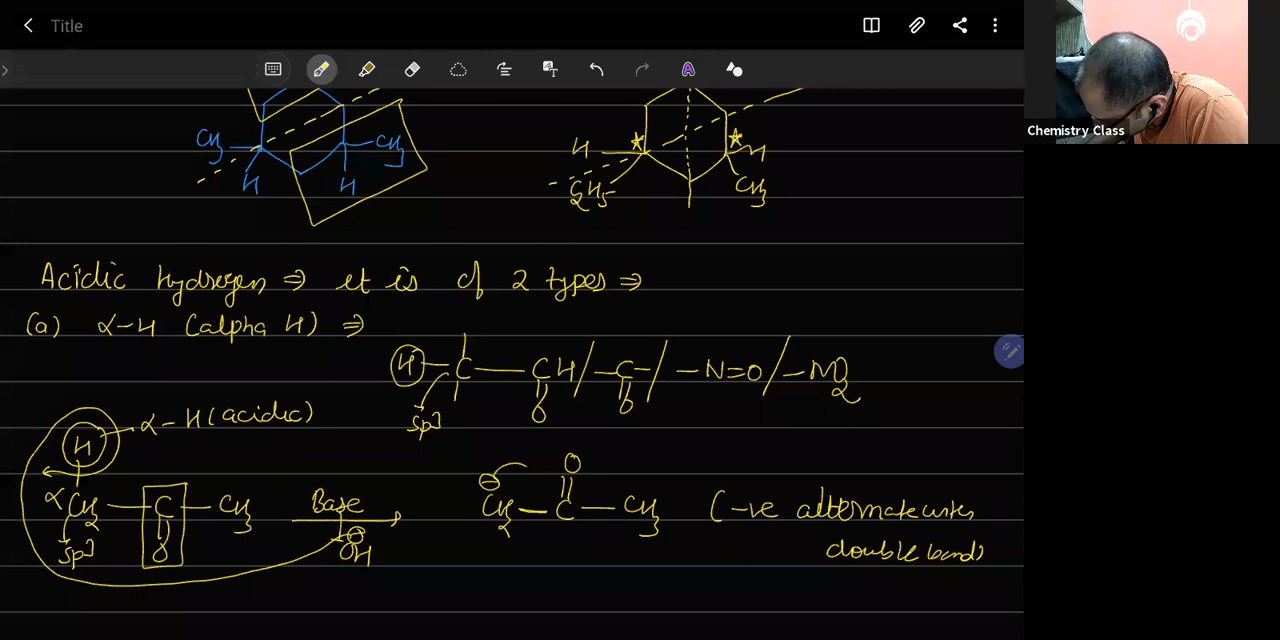 Title
Chemistry Class
CH3 CH3 H H
H C2H5 H CH3
Acidic hydrogen ⇒ it is of 2 types ⇒
(a) α-H (alpha H) ⇒
H - C - CH / - C - / - N=O / - NO2
O O
sp3
H α-H (acidic)
O
α CH2 - C - CH3 Base ⊖ CH2 - C - CH3 (-ve alternate with
sp3 O ⊖OH double bond)